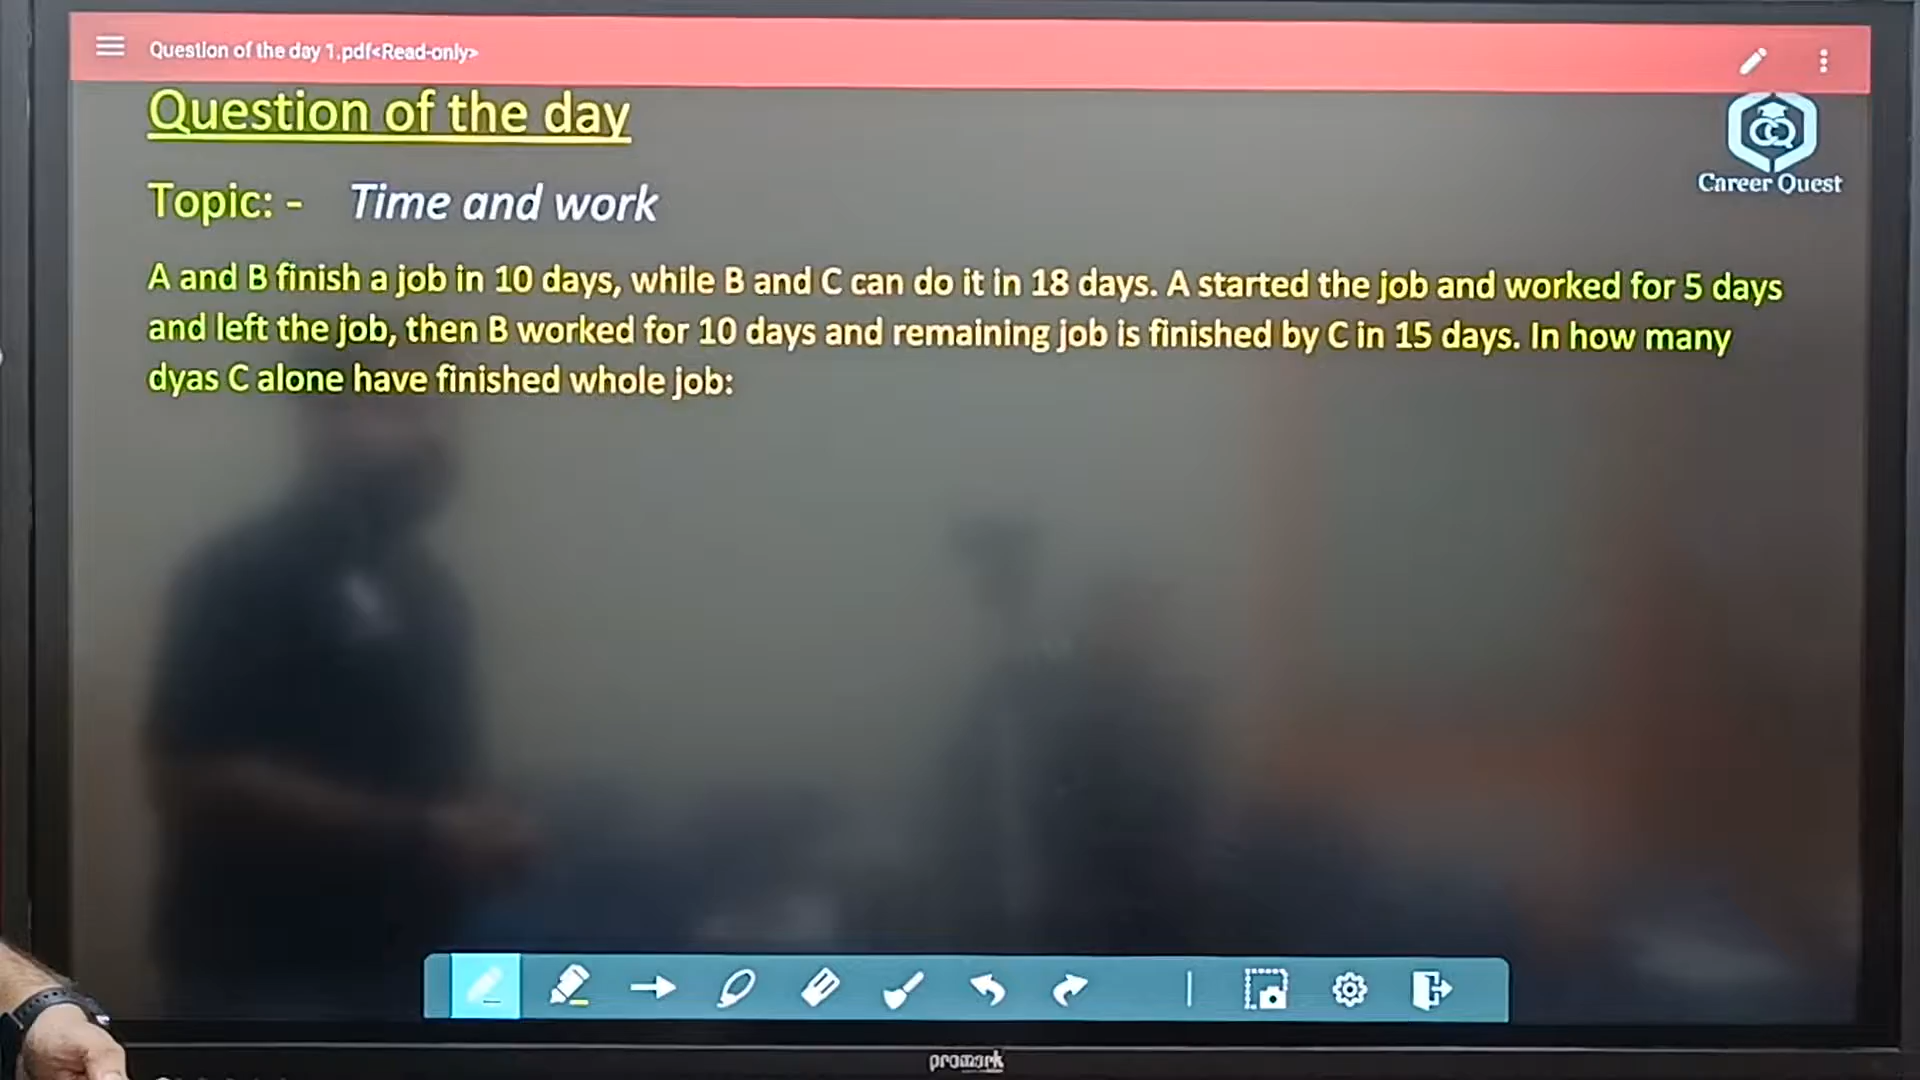 Question of the day 1.pdf<Read-only>
Question of the day
Career Quest
Topic: - Time and work
A and B finish a job in 10 days, while B and C can do it in 18 days. A started the job and worked for 5 days
and left the job, then B worked for 10 days and remaining job is finished by C in 15 days. In how many
dyas C alone have finished whole job:
promark